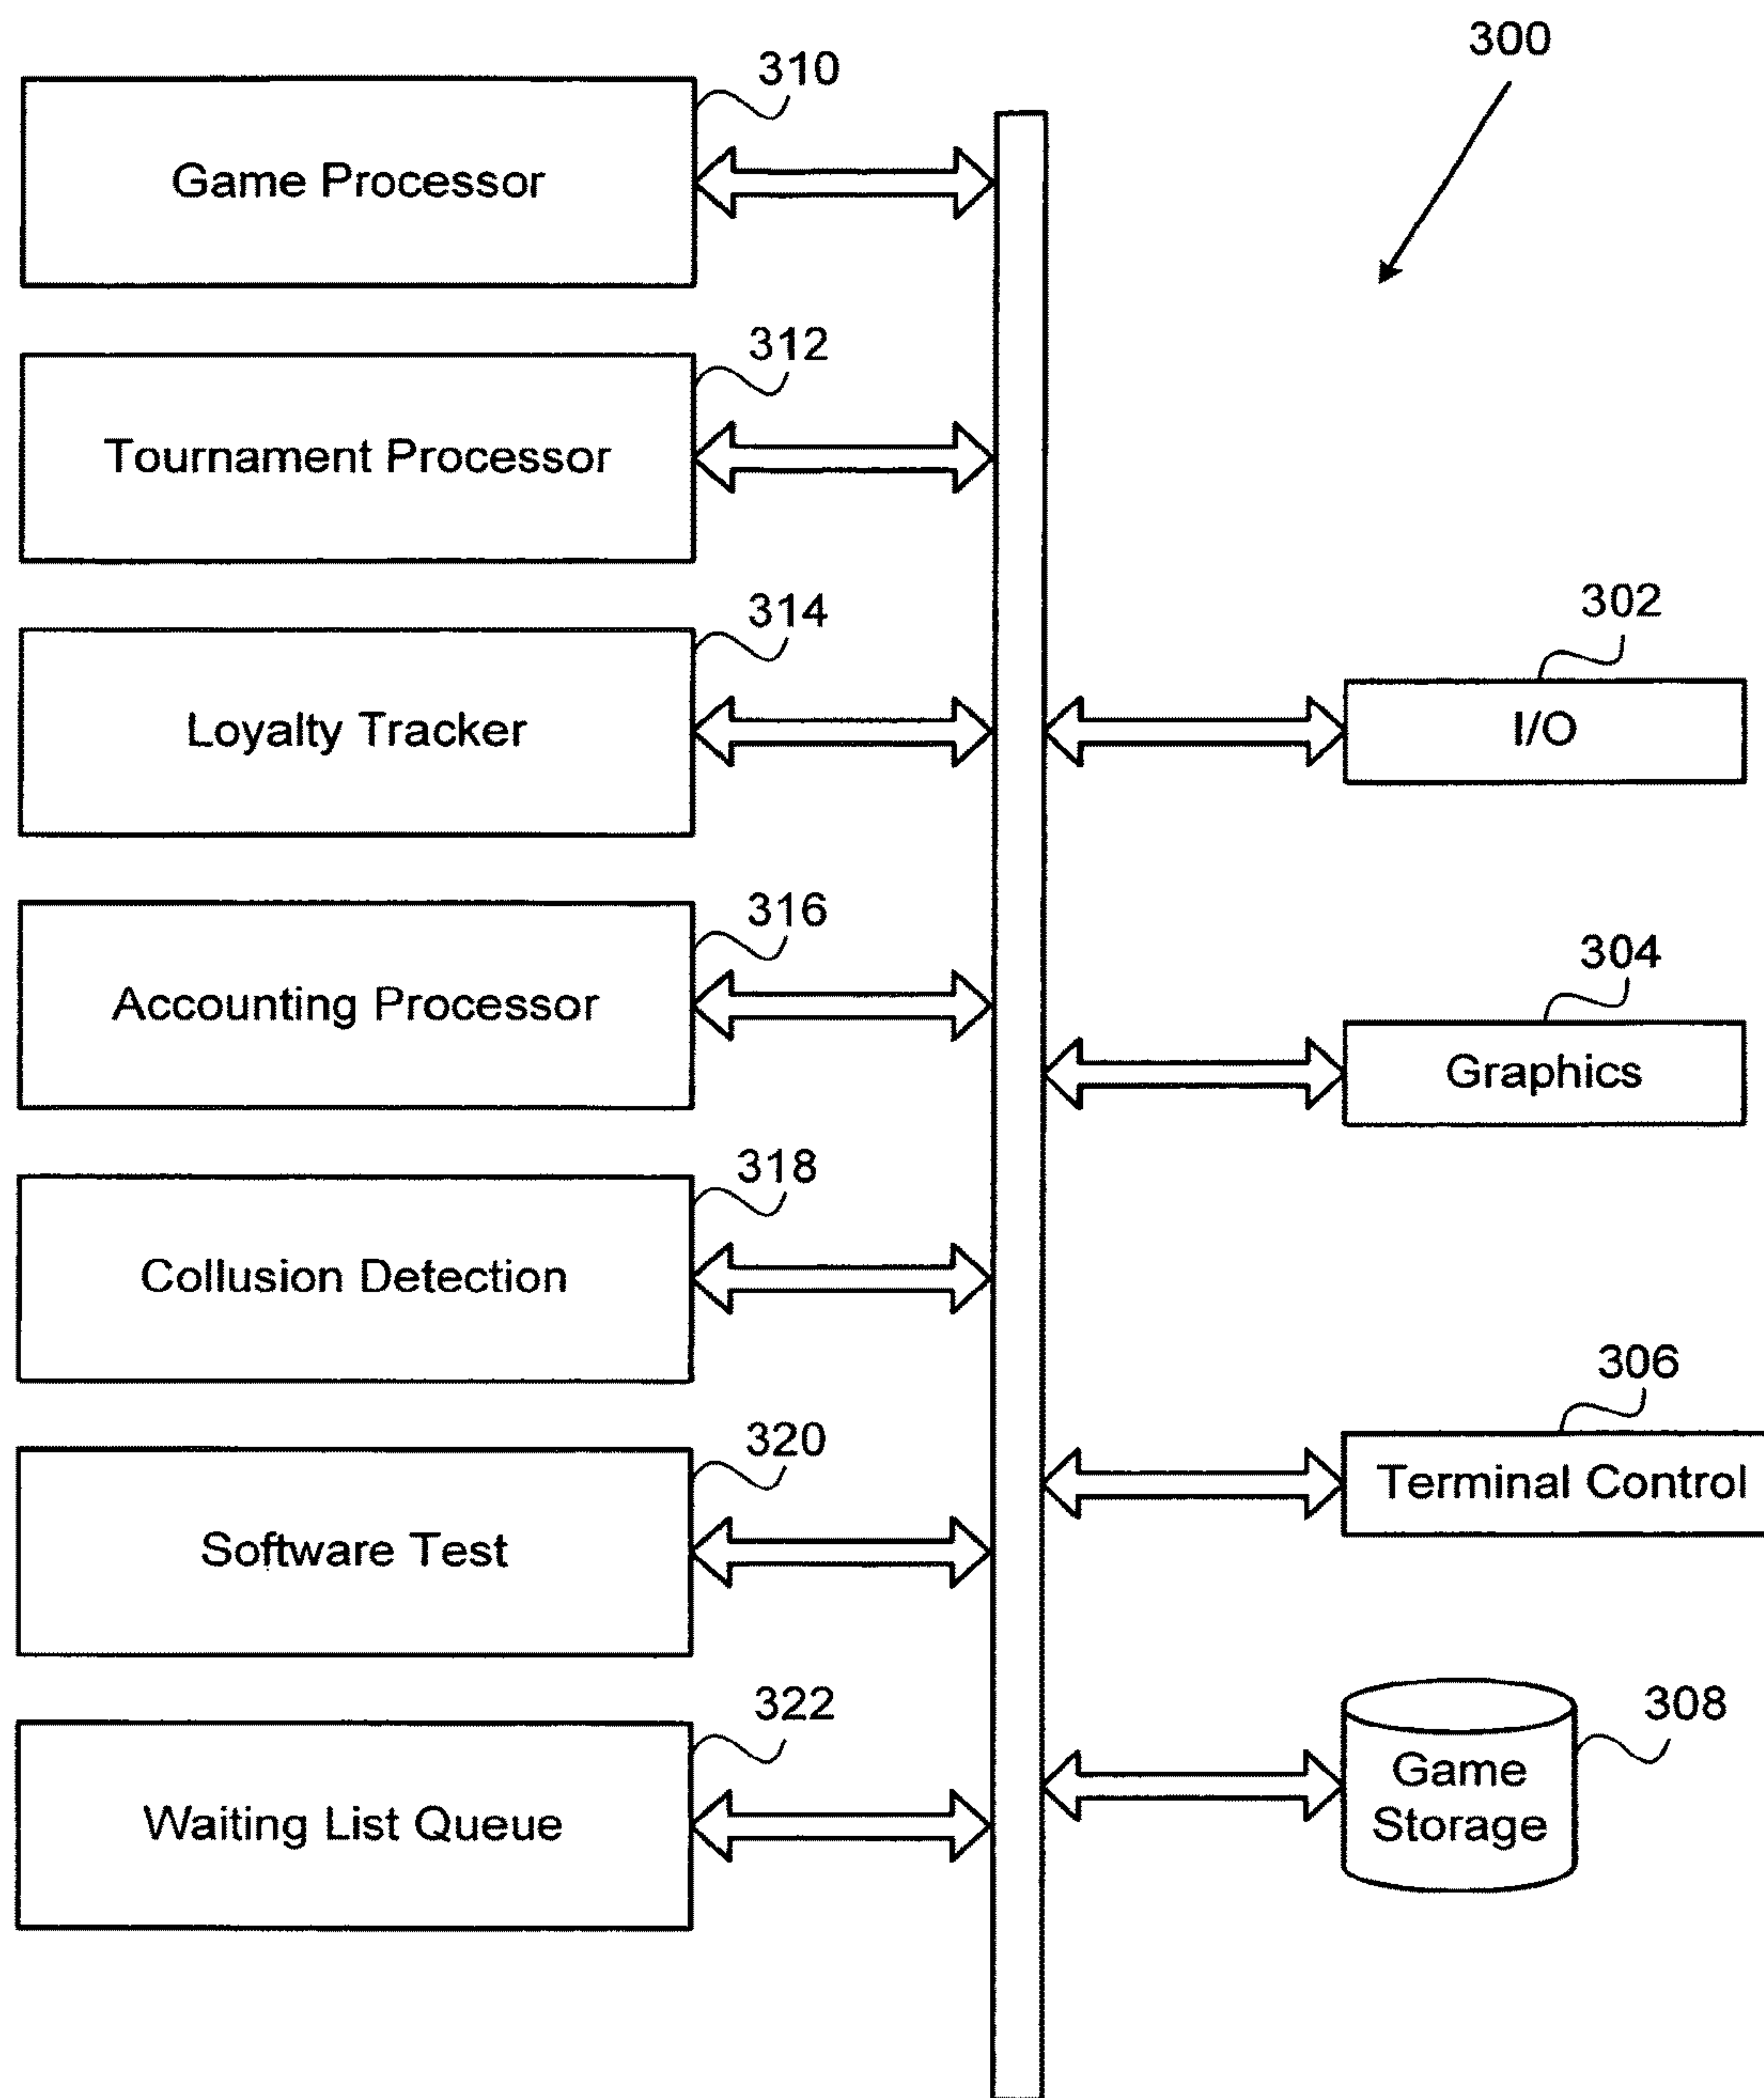 300
310
Game Processor
312
Tournament Processor
314
Loyalty Tracker
316
Accounting Processor
318
Collusion Detection
320
Software Test
322
Waiting List Queue
302
I/O
304
Graphics
306
Terminal Control
308
Game
Storage